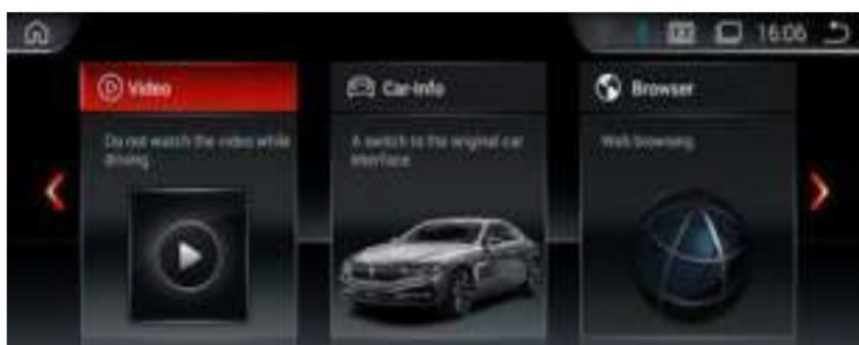 16:06
Video
Car-Info
Browser
Do not watch the video while
driving
A switch to the original car
interface
Web browsing